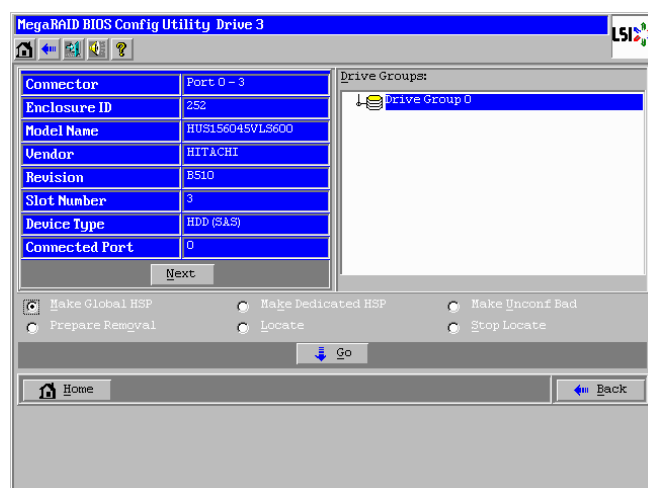 MegaRAID BIOS Config Utility Drive 3
LSI
Connector Port 0 - 3
Enclosure ID 252
Model Name HUS156045VLS600
Vendor HITACHI
Revision B510
Slot Number 3
Device Type HDD (SAS)
Connected Port 0
Next
Drive Groups:
Drive Group 0
Make Global HSP Make Dedicated HSP Make Unconf Bad
Prepare Removal Locate Stop Locate
Go
Home Back